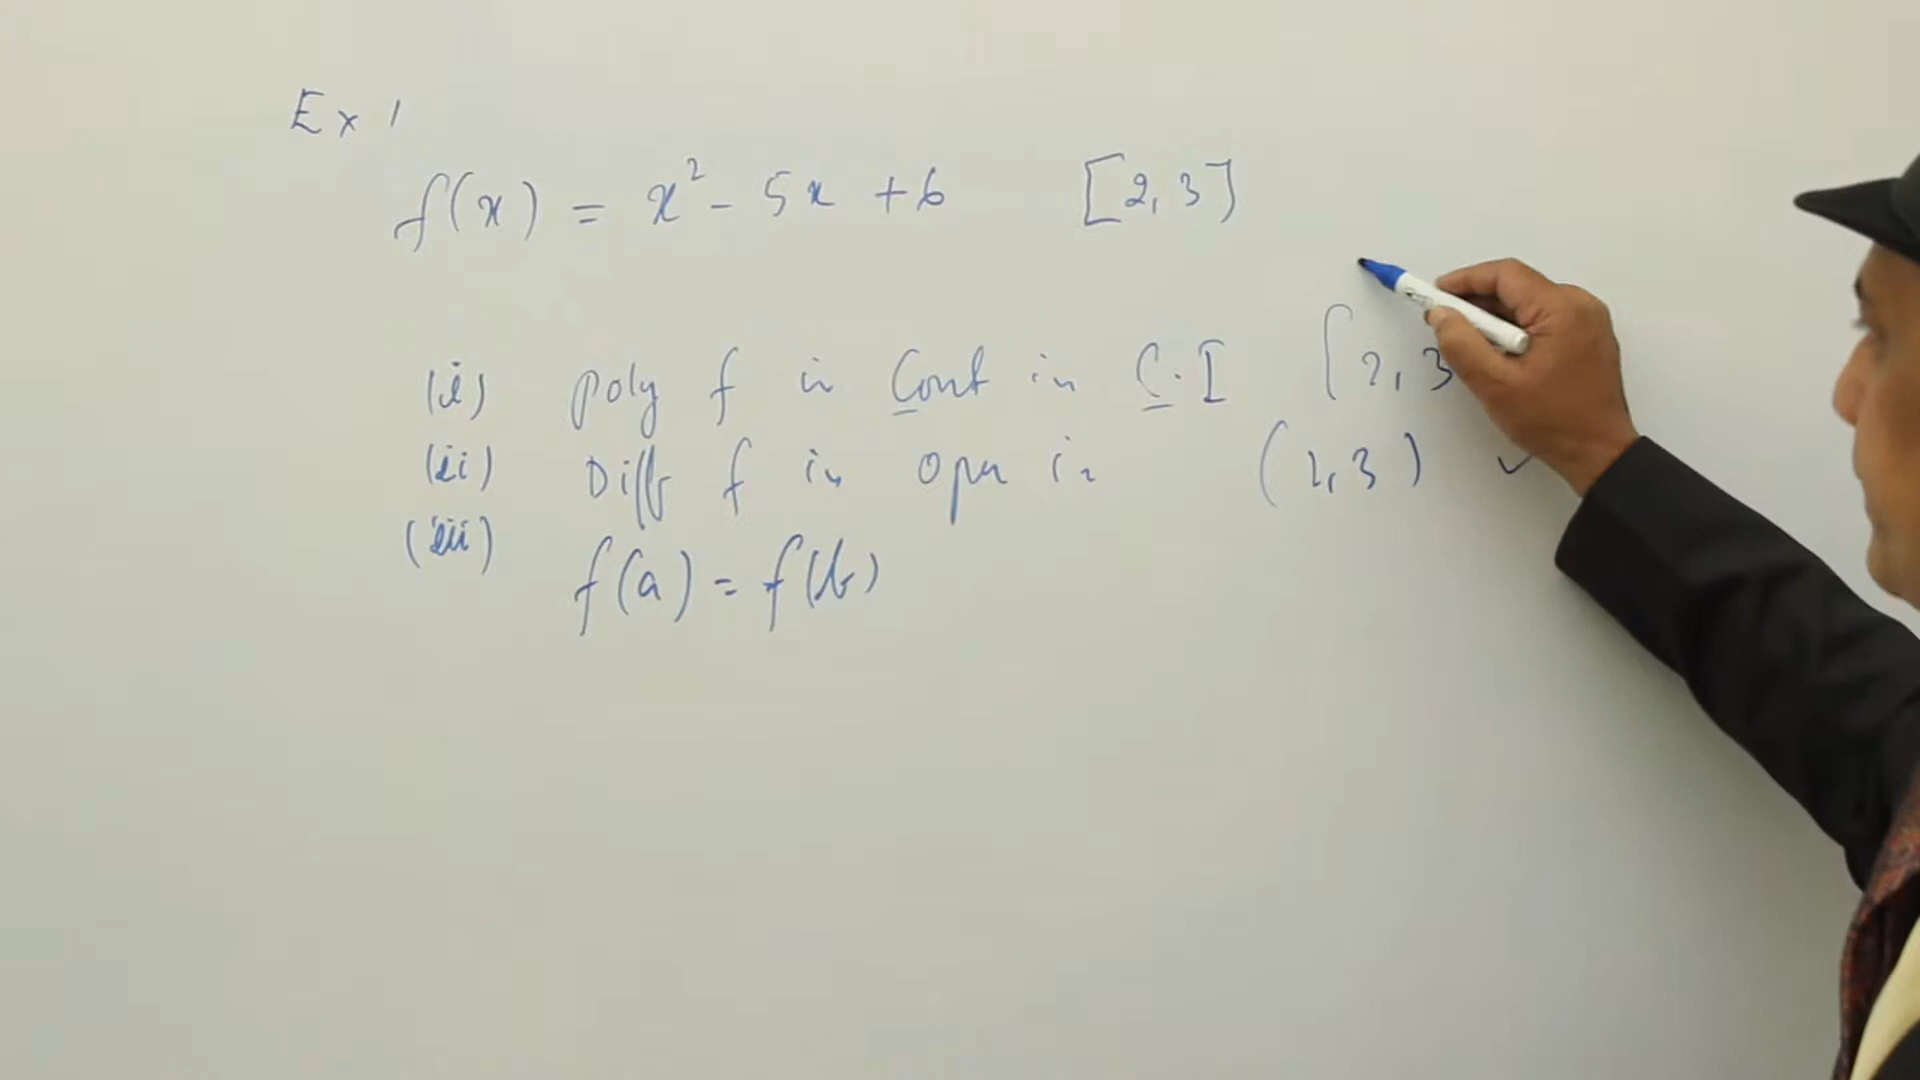 Ex 1
f(x) = x² - 5x + 6 [2, 3]
(i) poly f is Cont in C.I [2, 3
(ii) Diff f is open in (2, 3) ✓
(iii) f(a) = f(b)